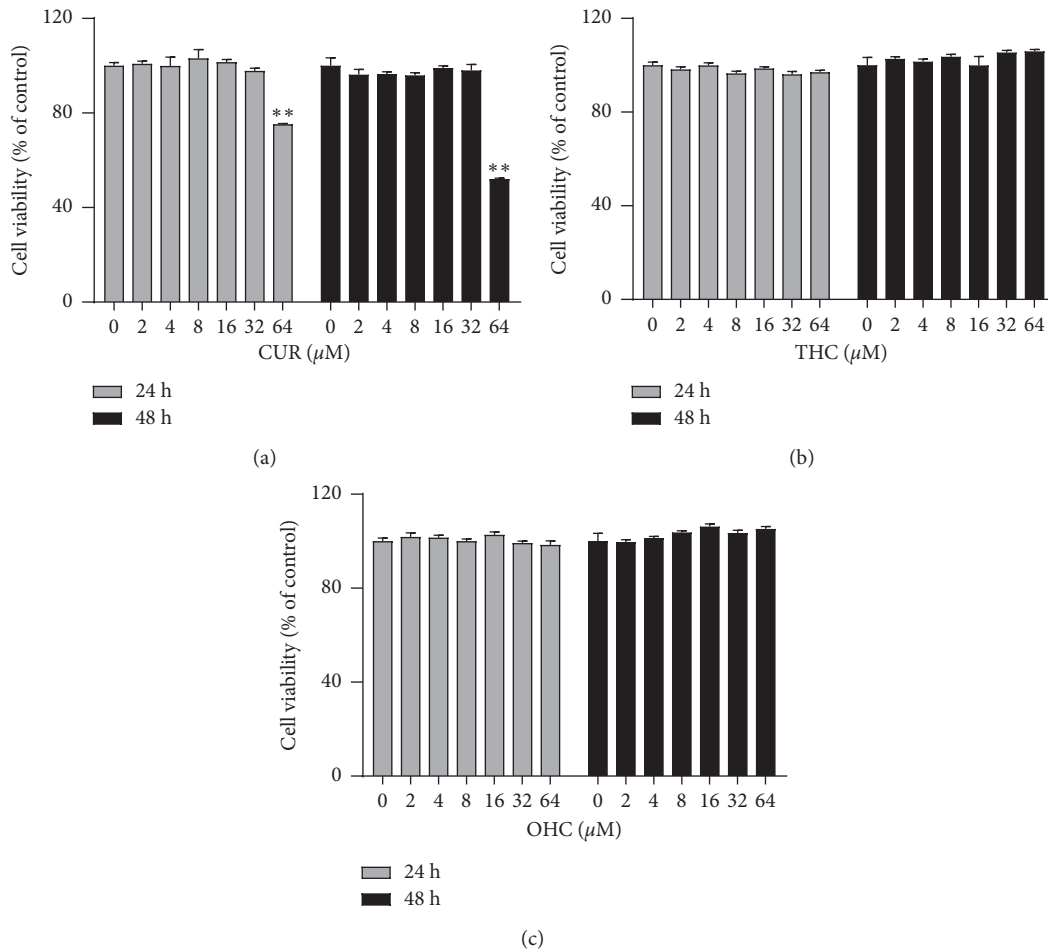 120
80
40
0
Cell viability (% of control)
**
**
0 2 4 8 16 32 64 0 2 4 8 16 32 64
CUR (μM)
24 h
48 h
(a)
120
80
40
0
Cell viability (% of control)
0 2 4 8 16 32 64 0 2 4 8 16 32 64
THC (μM)
24 h
48 h
(b)
120
80
40
0
Cell viability (% of control)
0 2 4 8 16 32 64 0 2 4 8 16 32 64
OHC (μM)
24 h
48 h
(c)